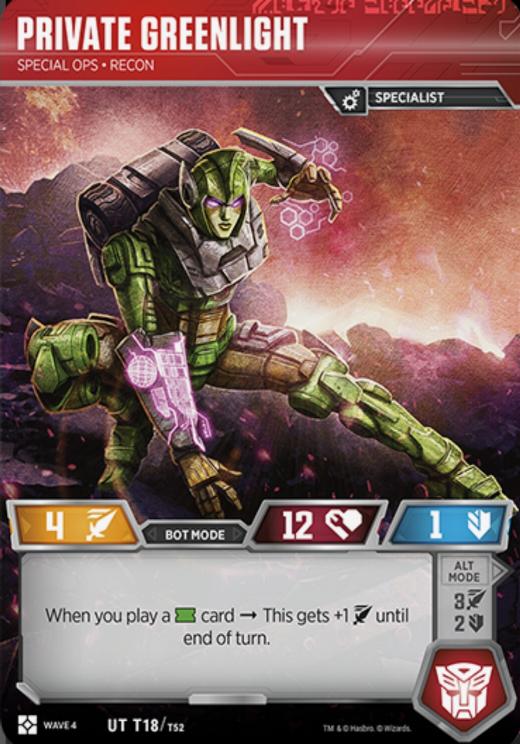 PRIVATE GREENLIGHT
SPECIAL OPS • RECON
SPECIALIST
4
BOT MODE
12
1
When you play a card → This gets +1 until
end of turn.
ALT
MODE
3
2
WAVE 4
UT T18/T52
TM & © Hasbro. © Wizards.